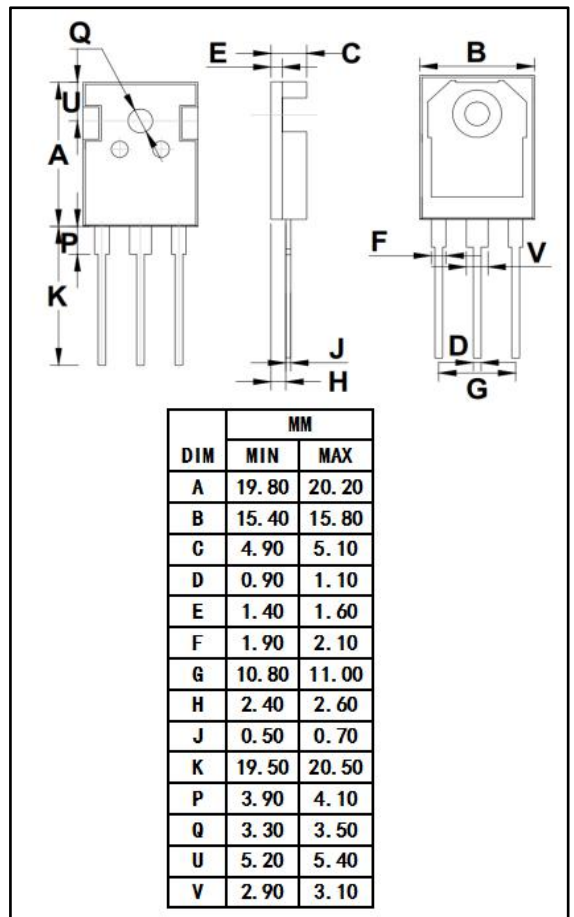 Q
E C B
U
A
P
F V
K
J D
H G
MM
DIM MIN MAX
A 19.80 20.20
B 15.40 15.80
C 4.90 5.10
D 0.90 1.10
E 1.40 1.60
F 1.90 2.10
G 10.80 11.00
H 2.40 2.60
J 0.50 0.70
K 19.50 20.50
P 3.90 4.10
Q 3.30 3.50
U 5.20 5.40
V 2.90 3.10